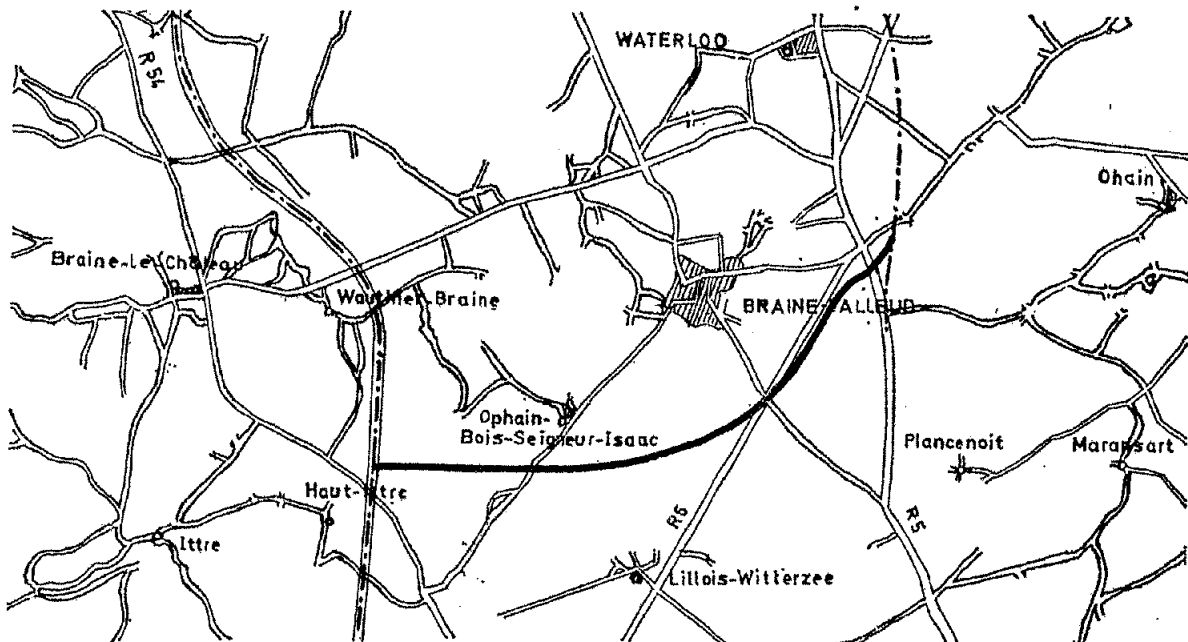 WATERLOO
R 54
Ohain
Braine-Le-Château
Wauthier-Braine
BRAINE-L'ALLEUD
Ophain-
Bois-Seigneur-Isaac
Plancenoit
Maransart
Haut-Ittre
R6
R5
Ittre
Lillois-Witterzee